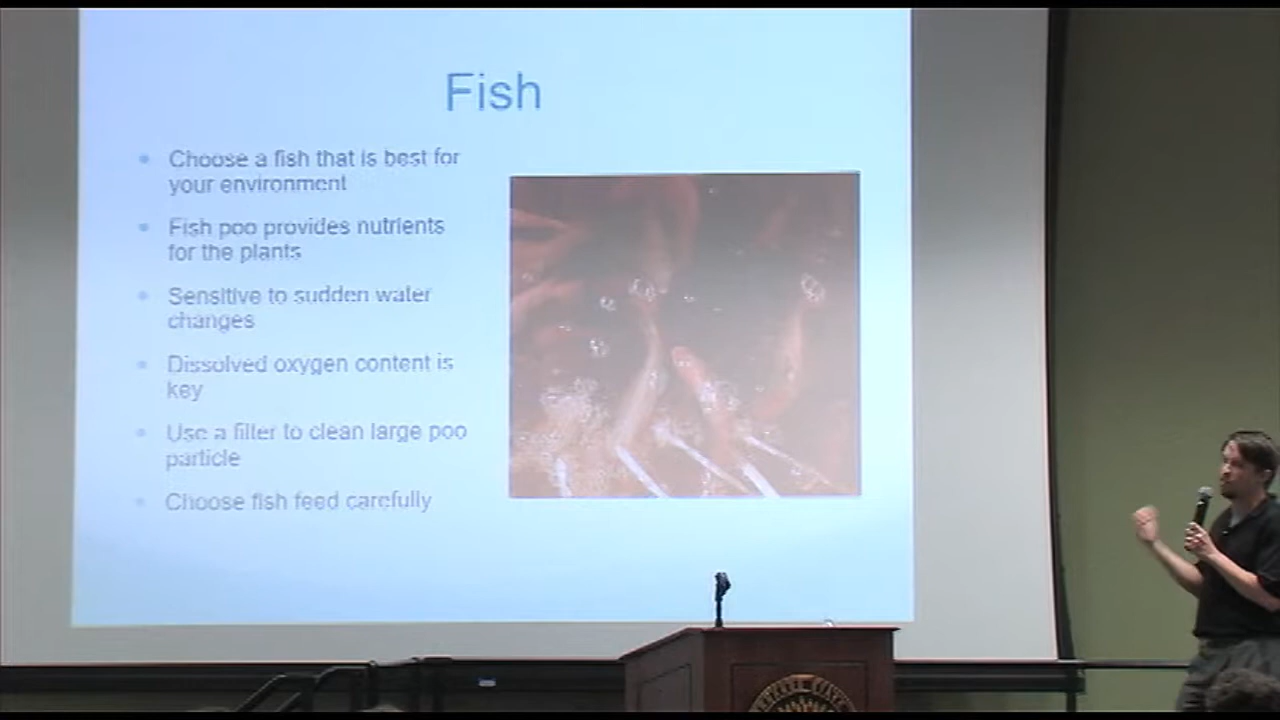 Fish
Choose a fish that is best for
your environment
Fish poo provides nutrients
for the plants
Sensitive to sudden water
changes
Dissolved oxygen content is
key
Use a filter to clean large poo
particle
Choose fish feed carefully